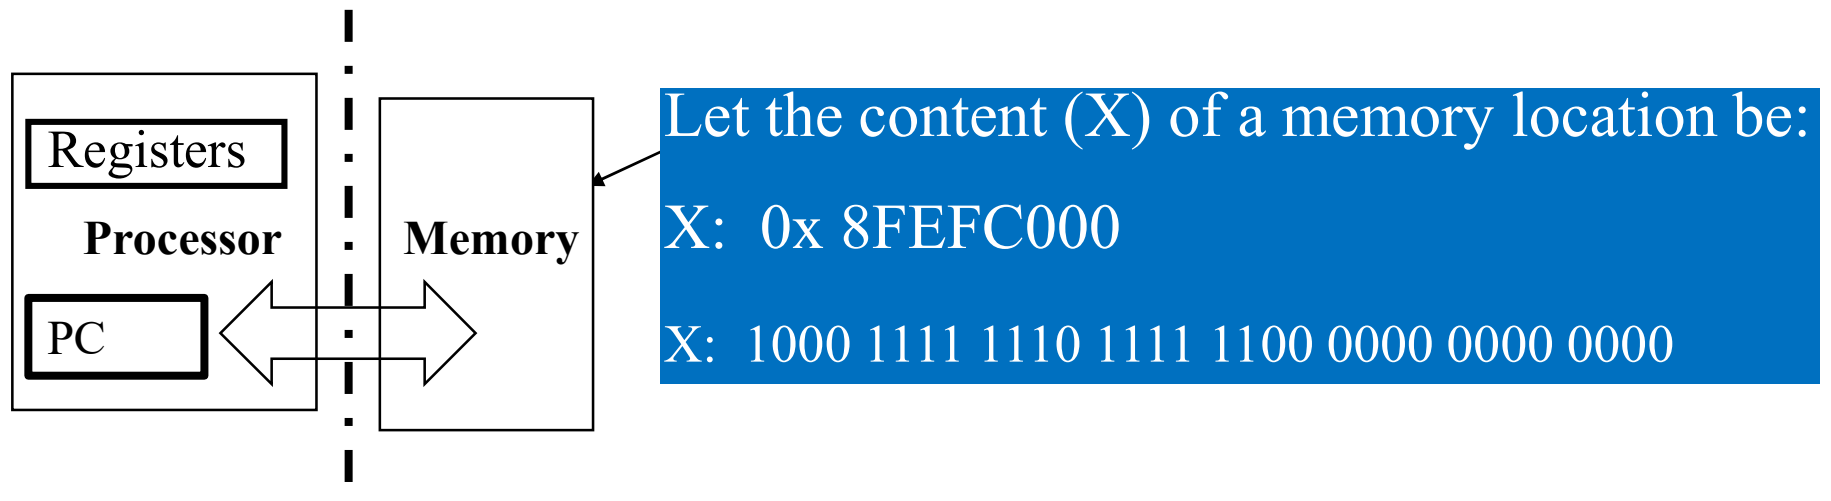 Registers
Processor
PC
Memory
Let the content (X) of a memory location be:
X: 0x 8FEFC000
X: 1000 1111 1110 1111 1100 0000 0000 0000